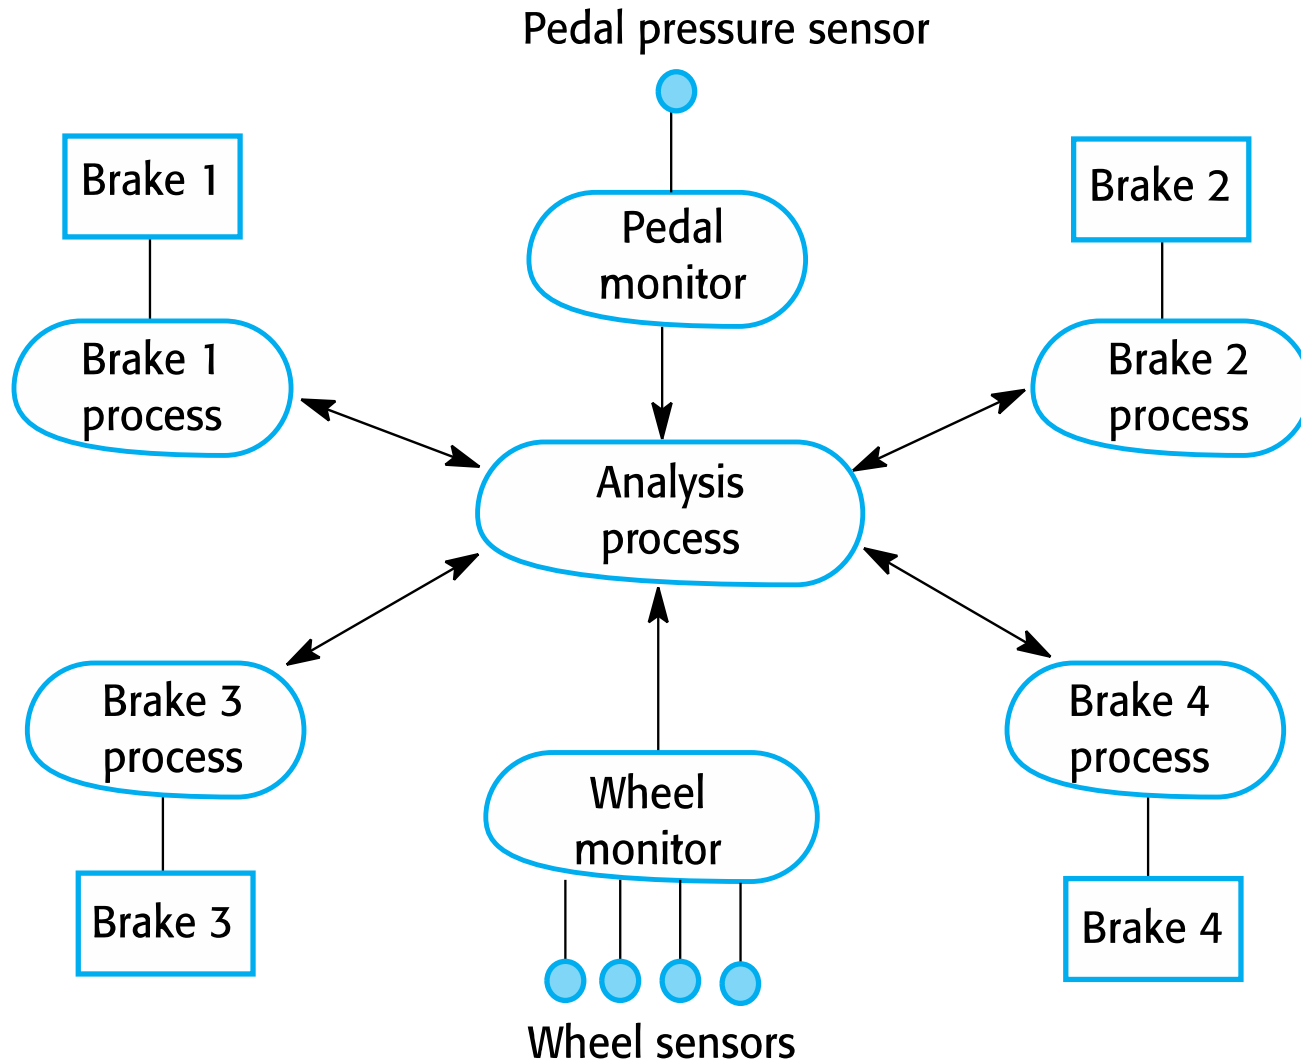 Pedal pressure sensor
Brake 1
Brake 2
Pedal
monitor
Brake 1
process
Brake 2
process
Analysis
process
Brake 3
process
Brake 4
process
Wheel
monitor
Brake 3
Brake 4
Wheel sensors